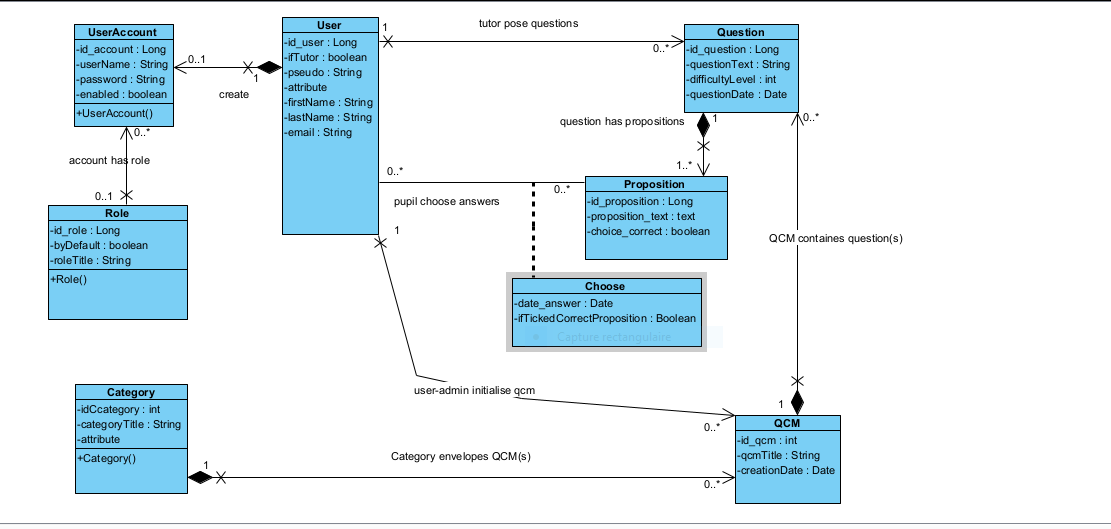 UserAccount
-id_account : Long
-userName : String
-password : String
-enabled : boolean
+UserAccount()
0..1
1
create
User
-id_user : Long
-ifTutor : boolean
-pseudo : String
-attribute
-firstName : String
-lastName : String
-email : String
1
tutor pose questions
0..*
Question
-id_question : Long
-questionText : String
-difficultyLevel : int
-questionDate : Date
0..*
account has role
0..1
Role
-id_role : Long
-byDefault : boolean
-roleTitle : String
+Role()
question has propositions
1
1..*
0..*
0..*
pupil choose answers
Proposition
-id_proposition : Long
-proposition_text : text
-choice_correct : boolean
0..*
QCM containes question(s)
1
1
Choose
-date_answer : Date
-ifTickedCorrectProposition : Boolean
Capture rectangulaire
user-admin initialise qcm
0..*
Category
-idCcategory : int
-categoryTitle : String
-attribute
+Category()
1
Category envelopes QCM(s)
0..*
QCM
-id_qcm : int
-qcmTitle : String
-creationDate : Date